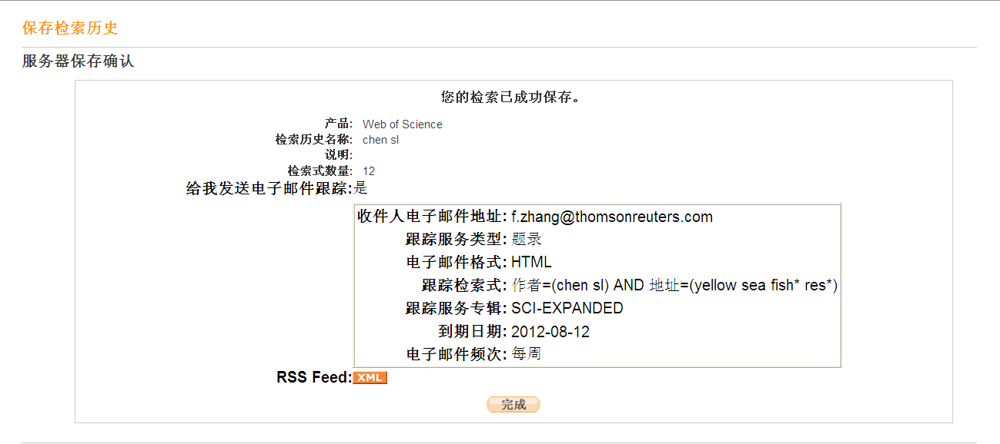 保存检索历史
服务器保存确认
您的检索已成功保存。
产品: Web of Science
检索历史名称: chen sl
说明:
检索式数量: 12
给我发送电子邮件跟踪:是
收件人电子邮件地址: f.zhang@thomsonreuters.com
跟踪服务类型: 题录
电子邮件格式: HTML
跟踪检索式: 作者=(chen sl) AND 地址=(yellow sea fish* res*)
跟踪服务专辑: SCI-EXPANDED
到期日期: 2012-08-12
电子邮件频次: 每周
RSS Feed: XML
完成